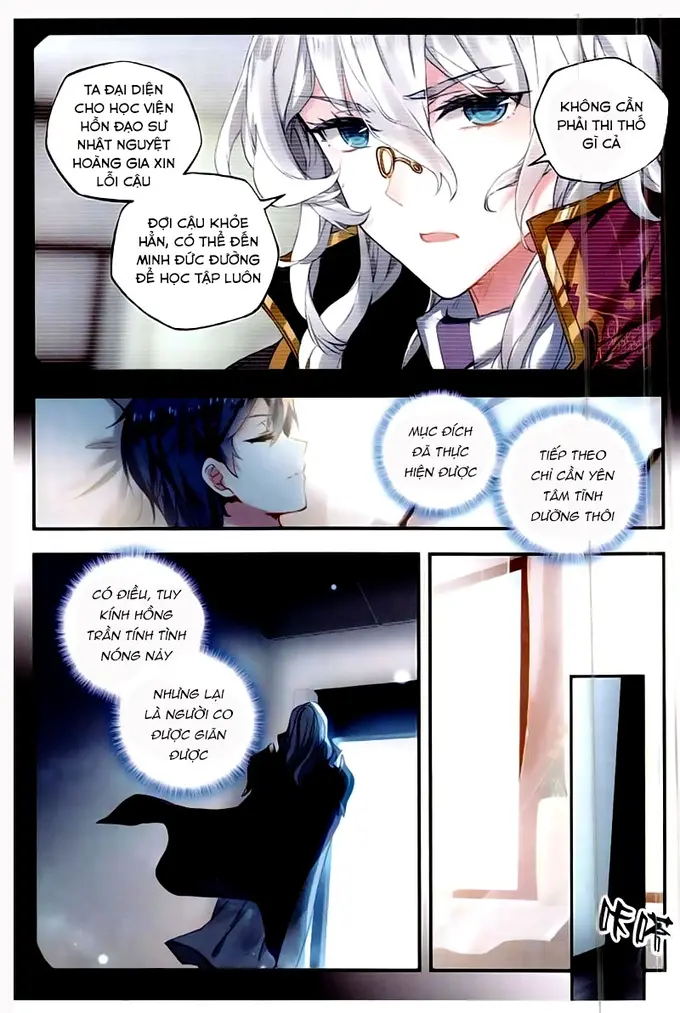 TA ĐẠI DIỆN
CHO HỌC VIỆN
HỒN ĐẠO SƯ
NHẬT NGUYỆT
HOÀNG GIA XIN
LỖI CẬU
KHÔNG CẦN
PHẢI THI THỐ
GÌ CẢ
ĐỢI CẬU KHỎE
HẲN, CÓ THỂ ĐẾN
MINH ĐỨC ĐƯỜNG
ĐỂ HỌC TẬP LUÔN
MỤC ĐÍCH
ĐÃ THỰC
HIỆN ĐƯỢC
TIẾP THEO
CHỈ CẦN YÊN
TÂM TĨNH
DƯỠNG THÔI
CÓ ĐIỀU, TUY
KÍNH HỒNG
TRẦN TÍNH TÌNH
NÓNG NẢY
NHƯNG LẠI
LÀ NGƯỜI CO
ĐƯỢC GIÃN
ĐƯỢC